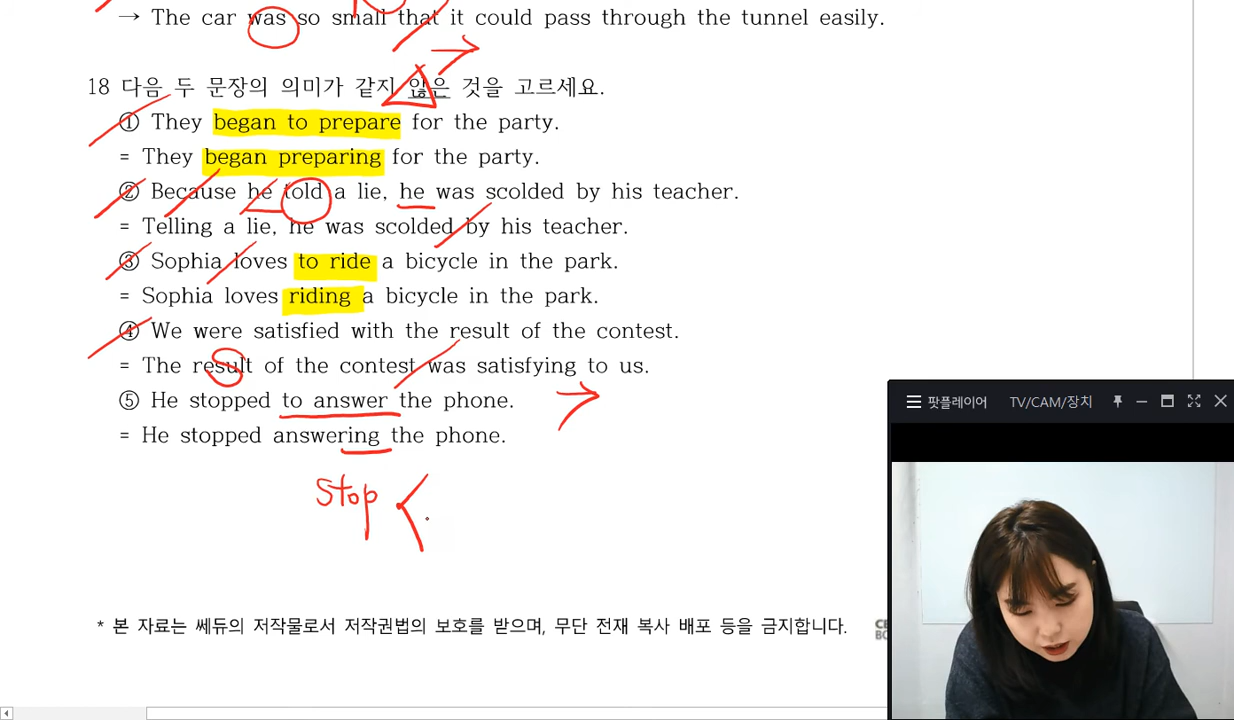 → The car was so small that it could pass through the tunnel easily.
18 다음 두 문장의 의미가 같지 않은 것을 고르세요.
① They began to prepare for the party.
= They began preparing for the party.
② Because he told a lie, he was scolded by his teacher.
= Telling a lie, he was scolded by his teacher.
③ Sophia loves to ride a bicycle in the park.
= Sophia loves riding a bicycle in the park.
④ We were satisfied with the result of the contest.
= The result of the contest was satisfying to us.
⑤ He stopped to answer the phone.
= He stopped answering the phone.
팟플레이어 TV/CAM/장치
stop
* 본 자료는 쎄듀의 저작물로서 저작권법의 보호를 받으며, 무단 전재 복사 배포 등을 금지합니다.